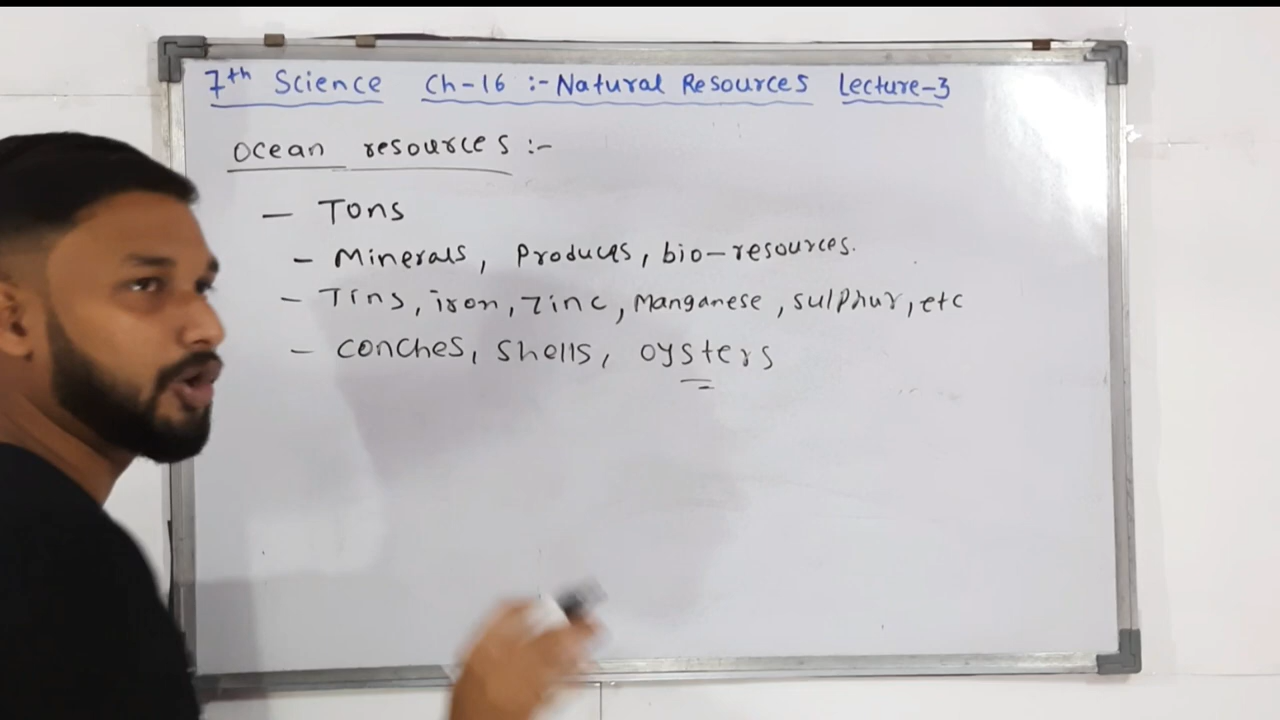 7th Science Ch-16 :- Natural Resources Lecture-3
Ocean resources :-
– Tons
– Minerals, Produces, bio-resources.
– Tins, iron, Zinc, Manganese, sulphur, etc
– conches, shells, oysters